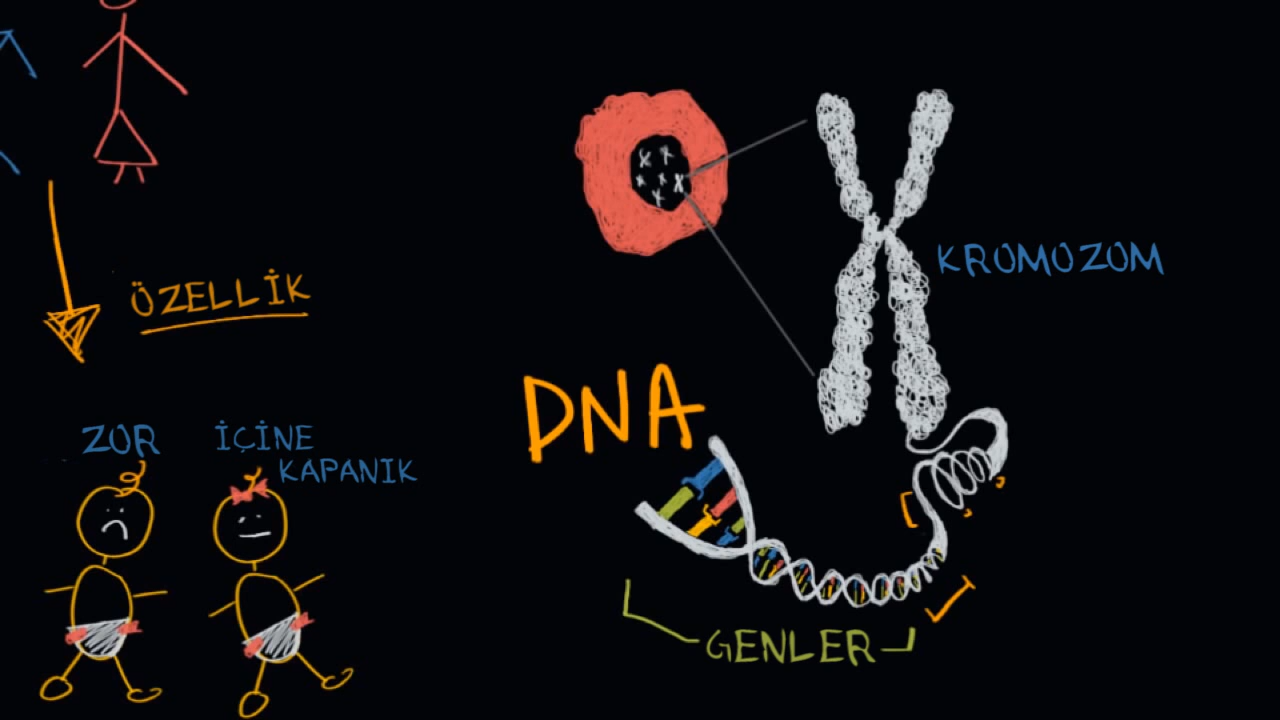 ÖZELLİK
ZOR
İÇİNE
KAPANIK
DNA
KROMOZOM
GENLER